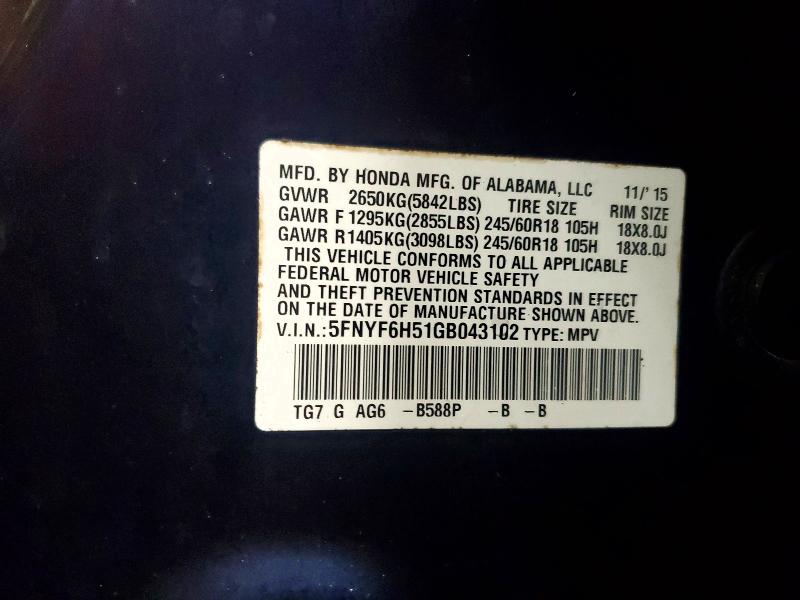 MFD. BY HONDA MFG. OF ALABAMA, LLC 11/'15
GVWR 2650KG(5842LBS) TIRE SIZE RIM SIZE
GAWR F 1295KG(2855LBS) 245/60R18 105H 18X8.0J
GAWR R 1405KG(3098LBS) 245/60R18 105H 18X8.0J
THIS VEHICLE CONFORMS TO ALL APPLICABLE
FEDERAL MOTOR VEHICLE SAFETY
AND THEFT PREVENTION STANDARDS IN EFFECT
ON THE DATE OF MANUFACTURE SHOWN ABOVE.
V.I.N.: 5FNYF6H51GB043102 TYPE: MPV
TG7 G AG6 -B588P -B -B